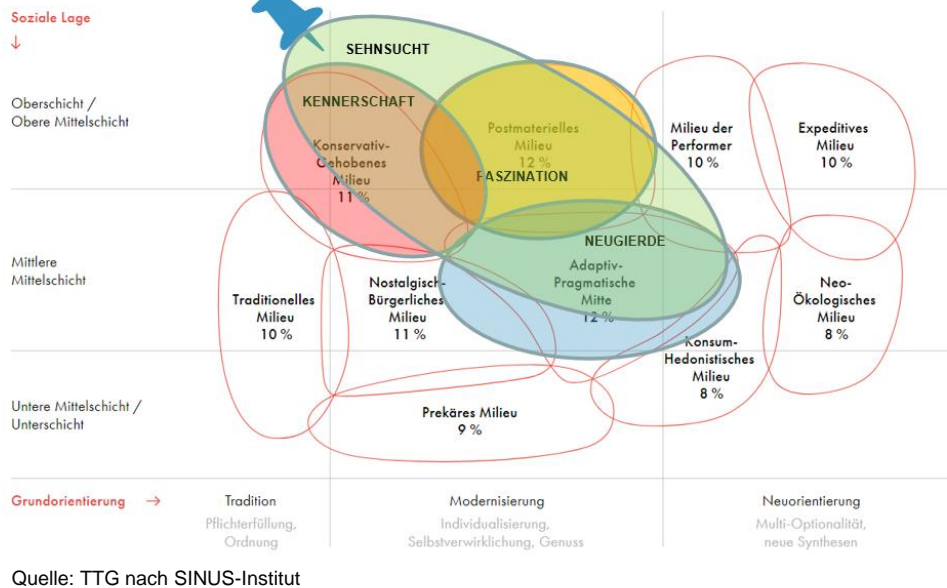 Soziale Lage
↓
SEHNSUCHT
Oberschicht /
Obere Mittelschicht
KENNERSCHAFT
Konservativ-
Gehobenes
Milieu
11 %
Postmaterielles
Milieu
12 %
FASZINATION
Milieu der
Performer
10 %
Expeditives
Milieu
10 %
Mittlere
Mittelschicht
Traditionelles
Milieu
10 %
Nostalgisch-
Bürgerliches
Milieu
11 %
NEUGIERDE
Adaptiv-
Pragmatische
Mitte
12 %
Neo-
Ökologisches
Milieu
8 %
Konsum-
Hedonistisches
Milieu
8 %
Untere Mittelschicht /
Unterschicht
Prekäres Milieu
9 %
Grundorientierung →
Tradition
Pflichterfüllung,
Ordnung
Modernisierung
Individualisierung,
Selbstverwirklichung, Genuss
Neuorientierung
Multi-Optionalität,
neue Synthesen
Quelle: TTG nach SINUS-Institut